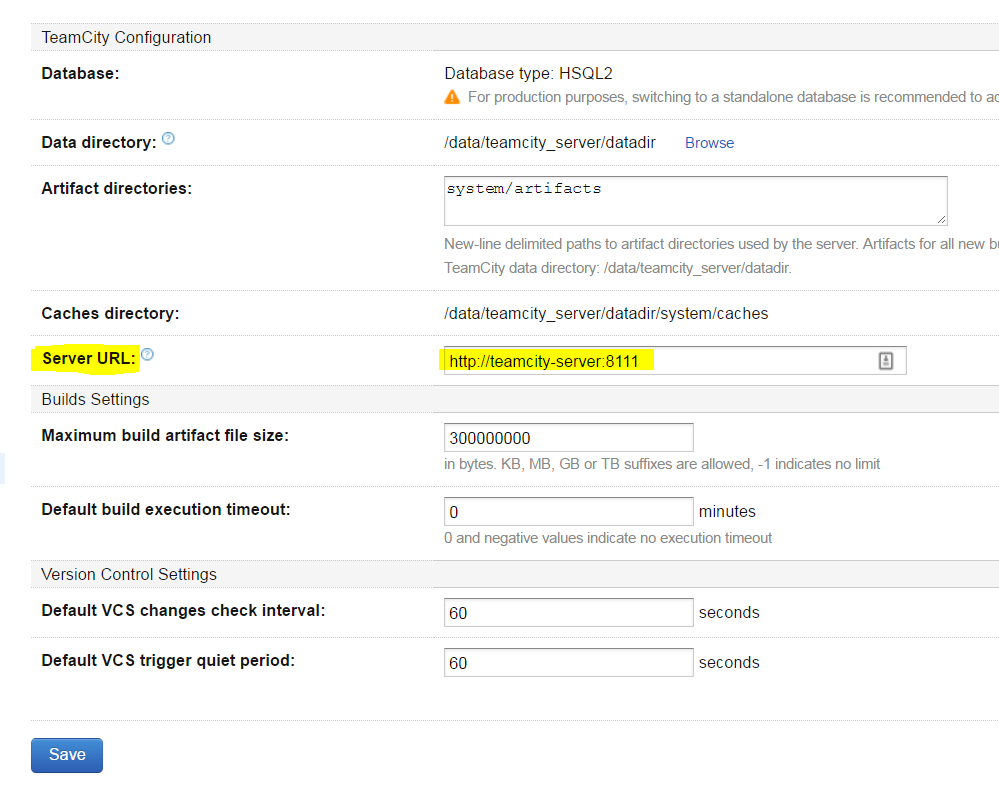 TeamCity Configuration
Database:
Database type: HSQL2
For production purposes, switching to a standalone database is recommended to
Data directory:
/data/teamcity_server/datadir Browse
Artifact directories:
system/artifacts
New-line delimited paths to artifact directories used by the server. Artifacts for all new
TeamCity data directory: /data/teamcity_server/datadir.
Caches directory:
/data/teamcity_server/datadir/system/caches
Server URL:
http://teamcity-server:8111
Builds Settings
Maximum build artifact file size:
300000000
in bytes. KB, MB, GB or TB suffixes are allowed, -1 indicates no limit
Default build execution timeout:
0 minutes
0 and negative values indicate no execution timeout
Version Control Settings
Default VCS changes check interval:
60 seconds
Default VCS trigger quiet period:
60 seconds
Save